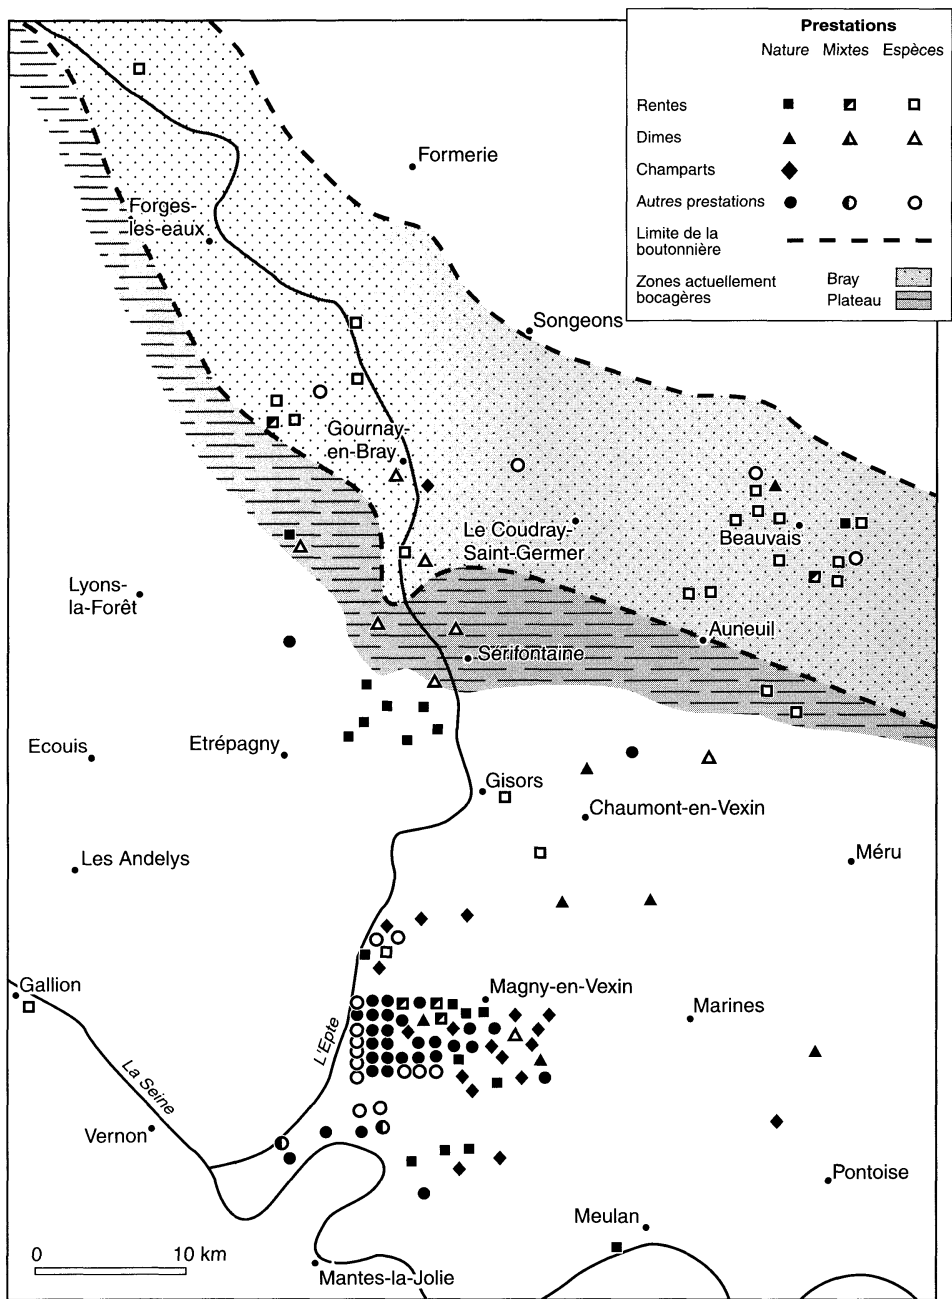 Prestations
Nature Mixtes Espèces
Rentes
Dimes
Champarts
Autres prestations
Limite de la
boutonnière
Zones actuellement
bocagères
Bray
Plateau
Formerie
Forges-
les-eaux
Songeons
Gournay-
en-Bray
Le Coudray-
Saint-Germer
Beauvais
Lyons-
la-Forêt
Auneuil
Sérifontaine
Ecouis
Etrépagny
Gisors
Chaumont-en-Vexin
Les Andelys
Méru
Gallion
Magny-en-Vexin
Marines
L'Epte
La Seine
Vernon
Pontoise
Meulan
0 10 km
Mantes-la-Jolie